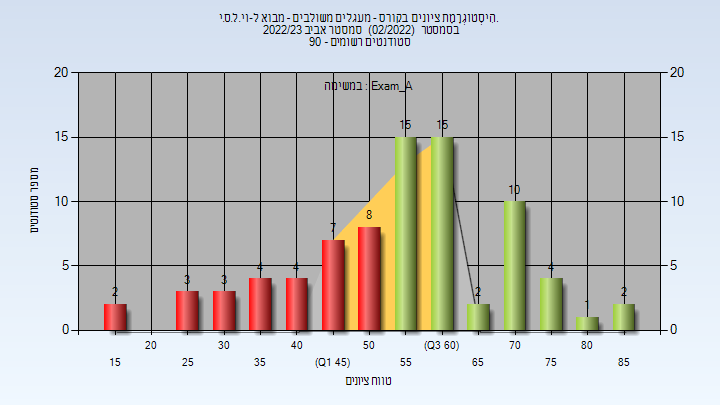 הִיסְטוֹגְרָמַת ציונים בקורס - מעגלים משולבים - מבוא ל-וי.ל.ס.י.
בסמסטר (02/2022) סמסטר אביב 2022/23
סטודנטים רשומים - 90
במשימה : Exam_A
מספר סטודנטים
20 20
15 15
10 10
5 5
0 0
2 3 3 4 4 7 8 15 15 2 10 4 1 2
20 30 40 50 (Q3 60) 70 80
15 25 35 (Q1 45) 55 65 75 85
טווח ציונים